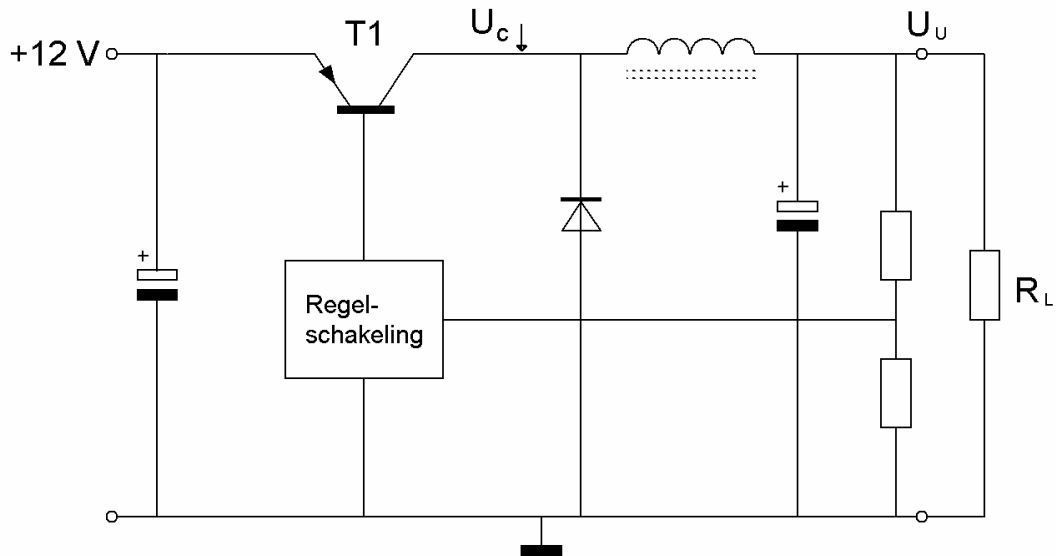 +12 V
T1
Uc
UU
+
+
Regel-
schakeling
RL